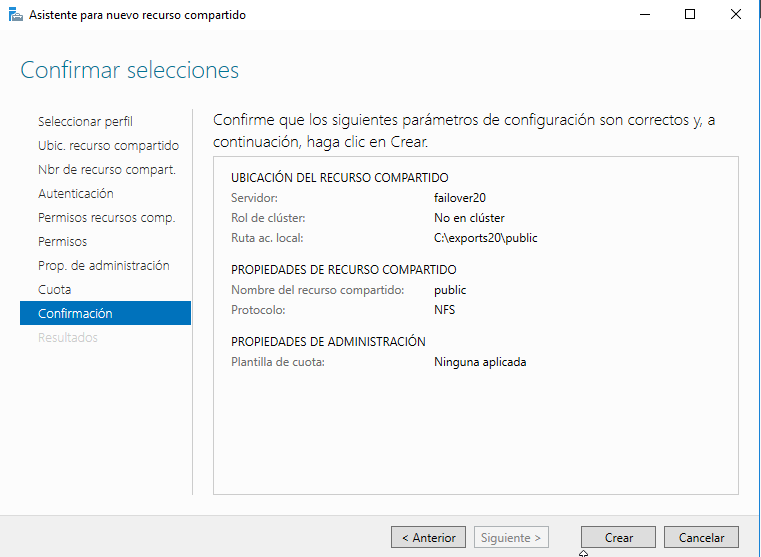 Asistente para nuevo recurso compartido
Confirmar selecciones
Seleccionar perfil
Ubic. recurso compartido
Nbr de recurso compart.
Autenticación
Permisos recursos comp.
Permisos
Prop. de administración
Cuota
Confirmación
Resultados
Confirme que los siguientes parámetros de configuración son correctos y, a
continuación, haga clic en Crear.
UBICACIÓN DEL RECURSO COMPARTIDO
Servidor: failover20
Rol de clúster: No en clúster
Ruta ac. local: C:\exports20\public
PROPIEDADES DE RECURSO COMPARTIDO
Nombre del recurso compartido: public
Protocolo: NFS
PROPIEDADES DE ADMINISTRACIÓN
Plantilla de cuota: Ninguna aplicada
< Anterior Siguiente > Crear Cancelar